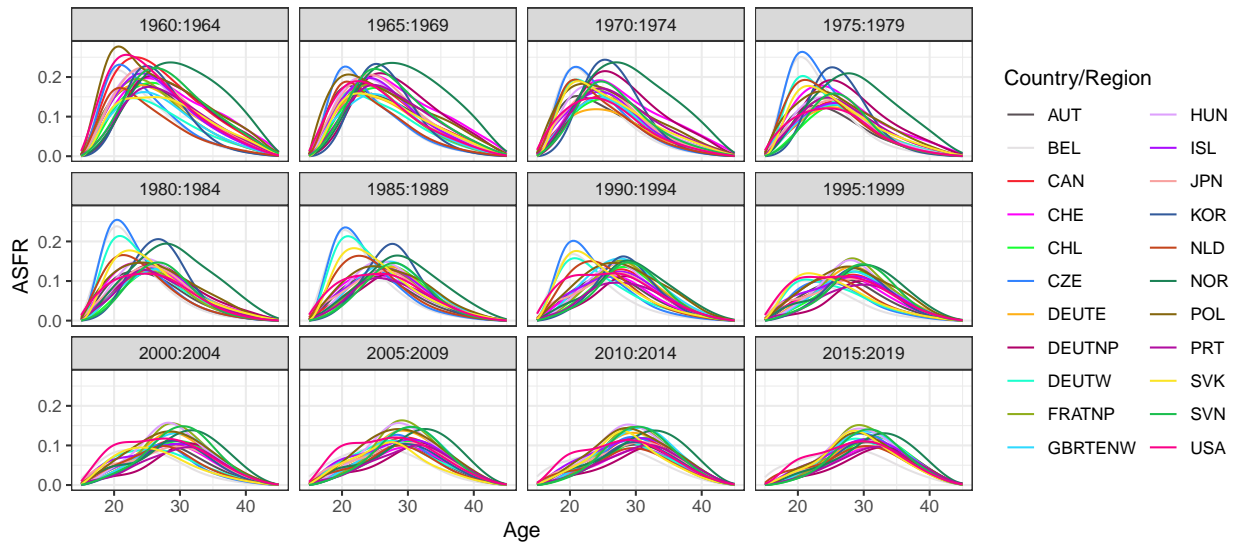 1960:1964 1965:1969 1970:1974 1975:1979
0.2
0.1
0.0
1980:1984 1985:1989 1990:1994 1995:1999
0.2
0.1
0.0
2000:2004 2005:2009 2010:2014 2015:2019
0.2
0.1
0.0
20 30 40 20 30 40 20 30 40 20 30 40
Age
ASFR
Country/Region
AUT HUN
BEL ISL
CAN JPN
CHE KOR
CHL NLD
CZE NOR
DEUTE POL
DEUTNP PRT
DEUTW SVK
FRATNP SVN
GBRTENW USA